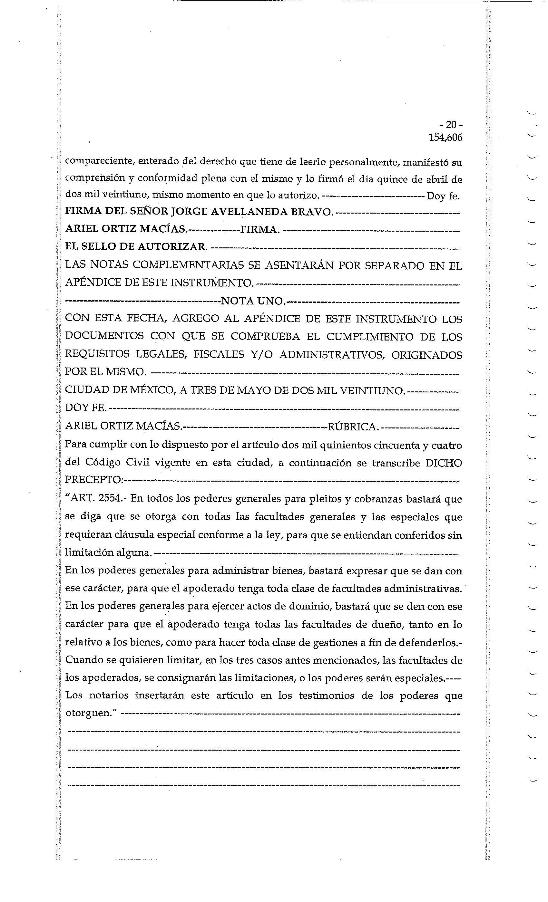 - 20 -
154,606
compareciente, enterado del derecho que tiene de leerlo personalmente, manifestó su
comprensión y conformidad plena con el mismo y lo firmó el día quince de abril de
dos mil veintiuno, mismo momento en que lo autorizo. ---------------------------- Doy fe.
FIRMA DEL SEÑOR JORGE AVELLANEDA BRAVO. ----------------------------------
ARIEL ORTIZ MACÍAS.--------------FIRMA. ------------------------------------------------
EL SELLO DE AUTORIZAR. --------------------------------------------------------------------
LAS NOTAS COMPLEMENTARIAS SE ASENTARÁN POR SEPARADO EN EL
APÉNDICE DE ESTE INSTRUMENTO. -------------------------------------------------------
------------------------------------------NOTA UNO.-----------------------------------------------
CON ESTA FECHA, AGREGO AL APÉNDICE DE ESTE INSTRUMENTO LOS
DOCUMENTOS CON QUE SE COMPRUEBA EL CUMPLIMIENTO DE LOS
REQUISITOS LEGALES, FISCALES Y/O ADMINISTRATIVOS, ORIGINADOS
POR EL MISMO. -----------------------------------------------------------------------------------
CIUDAD DE MÉXICO, A TRES DE MAYO DE DOS MIL VEINTIUNO.--------------
DOY FE. ----------------------------------------------------------------------------------------------
ARIEL ORTIZ MACÍAS.---------------------------------------RÚBRICA. ---------------------
Para cumplir con lo dispuesto por el artículo dos mil quinientos cincuenta y cuatro
del Código Civil vigente en esta ciudad, a continuación se transcribe DICHO
PRECEPTO:------------------------------------------------------------------------------------------
"ART. 2554.- En todos los poderes generales para pleitos y cobranzas bastará que
se diga que se otorga con todas las facultades generales y las especiales que
requieran cláusula especial conforme a la ley, para que se entiendan conferidos sin
limitación alguna. ----------------------------------------------------------------------------------
En los poderes generales para administrar bienes, bastará expresar que se dan con
ese carácter, para que el apoderado tenga toda clase de facultades administrativas.
En los poderes generales para ejercer actos de dominio, bastará que se den con ese
carácter para que el apoderado tenga todas las facultades de dueño, tanto en lo
relativo a los bienes, como para hacer toda clase de gestiones a fin de defenderlos.-
Cuando se quisieren limitar, en los tres casos antes mencionados, las facultades de
los apoderados, se consignarán las limitaciones, o los poderes serán especiales.----
Los notarios insertarán este artículo en los testimonios de los poderes que
otorguen." -------------------------------------------------------------------------------------------
----------------------------------------------------------------------------------------------------------
----------------------------------------------------------------------------------------------------------
----------------------------------------------------------------------------------------------------------
----------------------------------------------------------------------------------------------------------